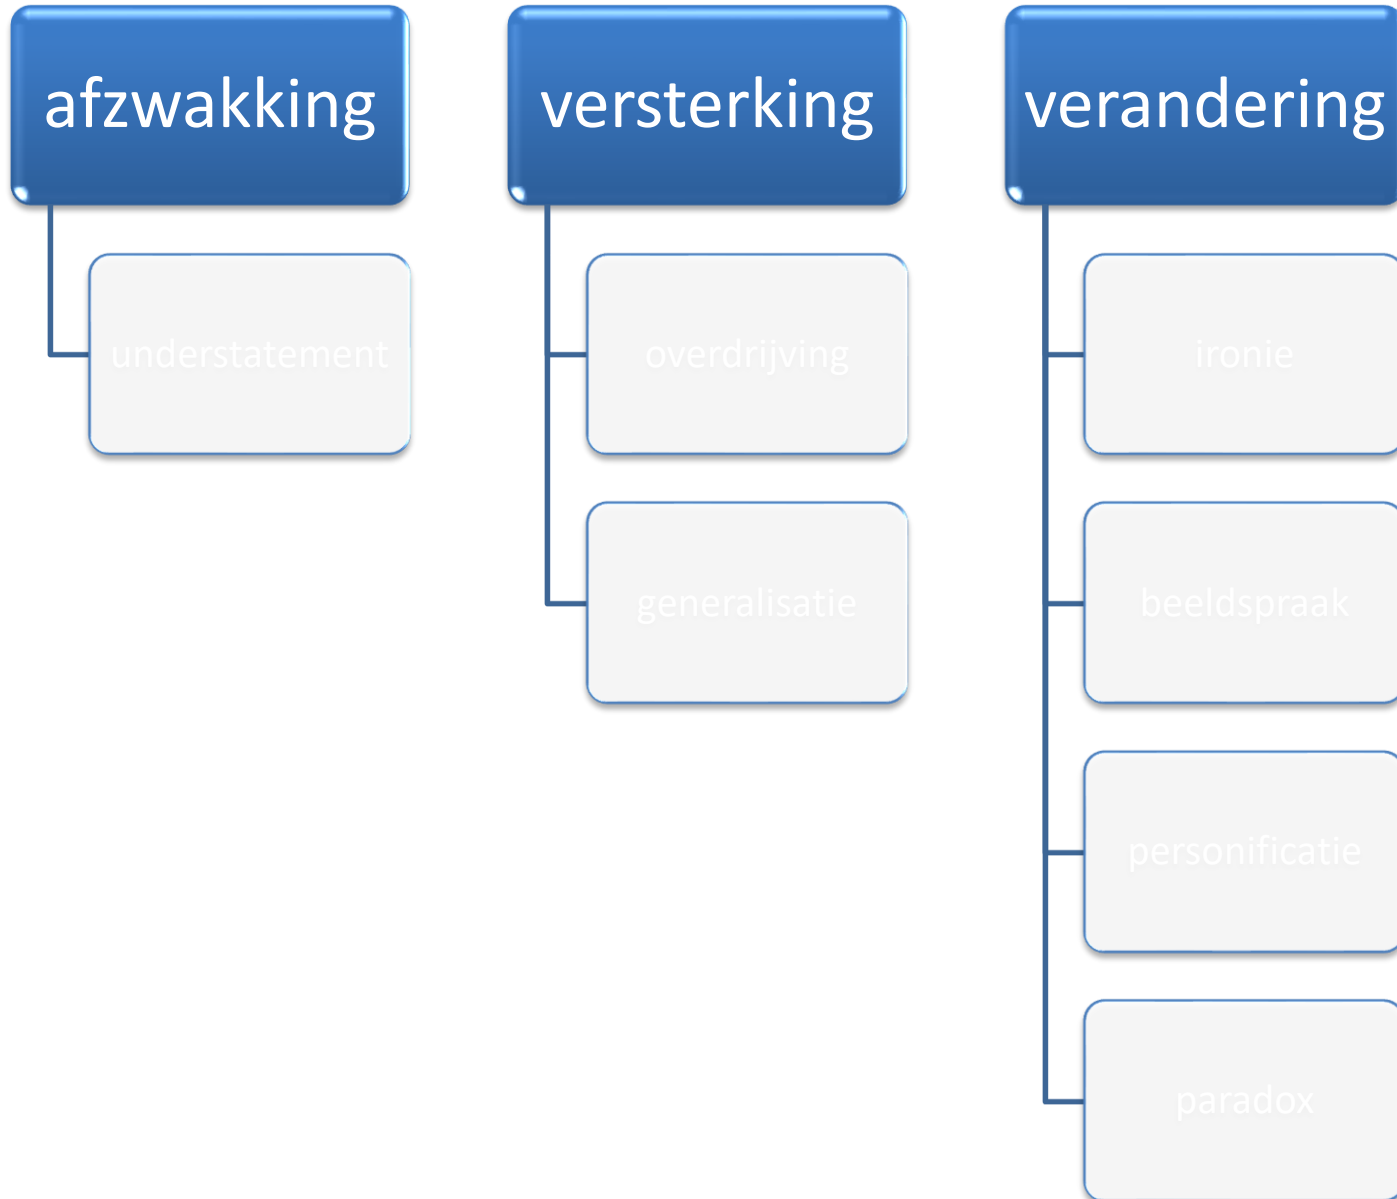 afzwakking
understatement
versterking
overdrijving
generalisatie
verandering
ironie
beeldspraak
personificatie
paradox